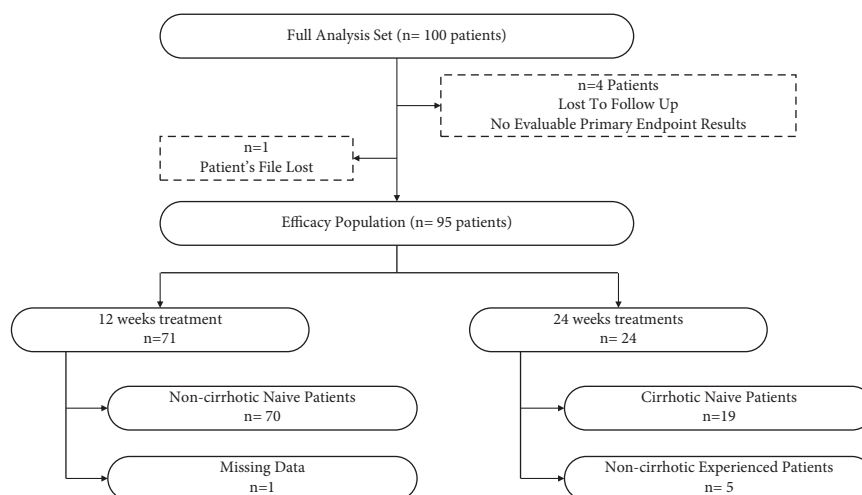 Full Analysis Set (n= 100 patients)
n=4 Patients
Lost To Follow Up
No Evaluable Primary Endpoint Results
n=1
Patient's File Lost
Efficacy Population (n= 95 patients)
12 weeks treatment
n=71
24 weeks treatments
n= 24
Non-cirrhotic Naive Patients
n= 70
Cirrhotic Naive Patients
n=19
Missing Data
n=1
Non-cirrhotic Experienced Patients
n= 5